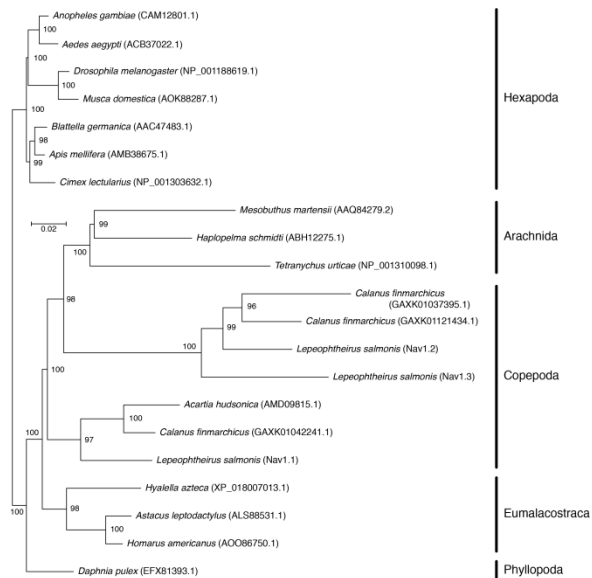 Anopheles gambiae (CAM12801.1)
100
Aedes aegypti (ACB37022.1)
Drosophila melanogaster (NP_001188619.1)
100
Musca domestica (AOK88287.1)
100
Hexapoda
Blattella germanica (AAC47483.1)
98
Apis mellifera (AMB38675.1)
99
Cimex lectularius (NP_001303632.1)
0.02
Mesobuthus martensii (AAQ84279.2)
99
Haplopelma schmidti (ABH12275.1)
100
Arachnida
Tetranychus urticae (NP_001310098.1)
98
Calanus finmarchicus
(GAXK01037395.1)
96
Calanus finmarchicus (GAXK01121434.1)
99
Lepeophtheirus salmonis (Nav1.2)
100
Lepeophtheirus salmonis (Nav1.3)
100
Copepoda
Acartia hudsonica (AMD09815.1)
100
Calanus finmarchicus (GAXK01042241.1)
97
Lepeophtheirus salmonis (Nav1.1)
100
Hyalella azteca (XP_018007013.1)
98
Astacus leptodactylus (ALS88531.1)
100
Eumalacostraca
Homarus americanus (AOO86750.1)
100
Daphnia pulex (EFX81393.1)
Phyllopoda